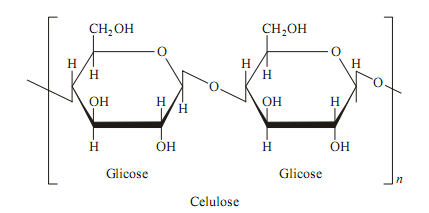 CH2OH CH2OH
O O
H H H
H H
O O
OH H OH H
H
H OH H OH
Glicose Glicose
n
Celulose